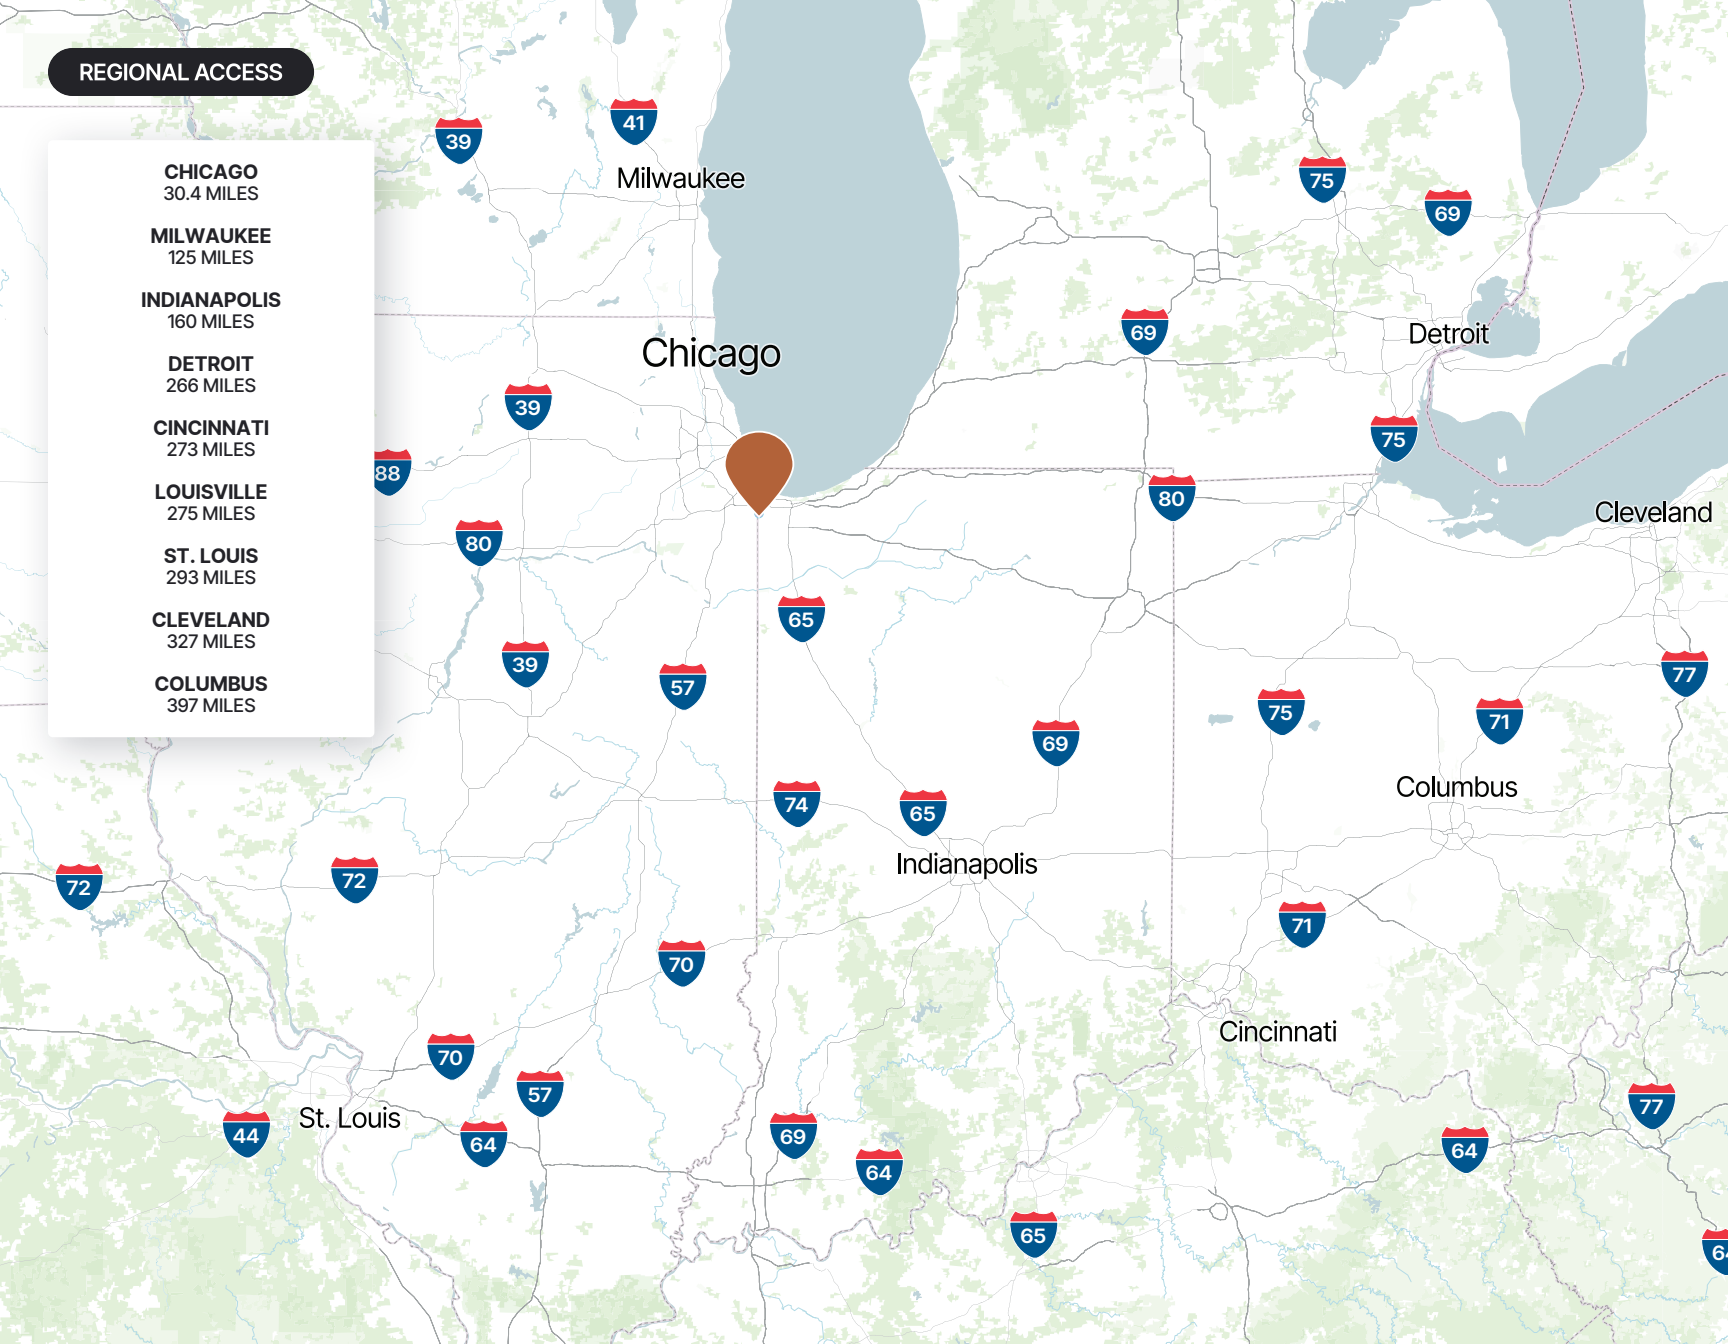 REGIONAL ACCESS
CHICAGO
30.4 MILES
MILWAUKEE
125 MILES
INDIANAPOLIS
160 MILES
DETROIT
266 MILES
CINCINNATI
273 MILES
LOUISVILLE
275 MILES
ST. LOUIS
293 MILES
CLEVELAND
327 MILES
COLUMBUS
397 MILES
41
39
Milwaukee
75
69
69
Detroit
Chicago
39
75
88
80
Cleveland
80
65
39
77
57
75
71
69
Columbus
74
65
Indianapolis
72
72
71
70
Cincinnati
70
57
77
St. Louis
44
69
64
64
64
65
64